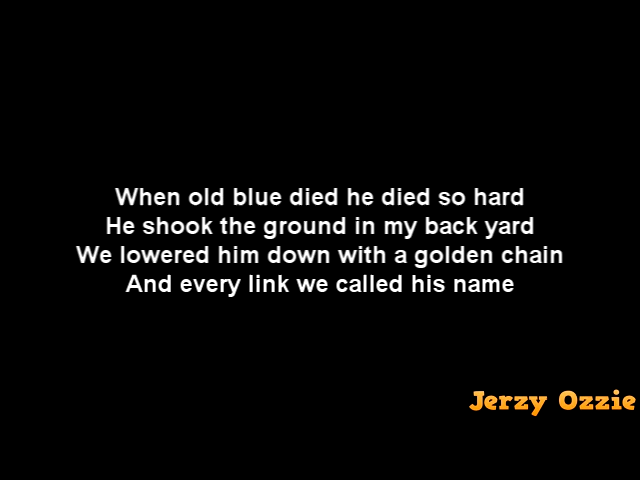 When old blue died he died so hard
He shook the ground in my back yard
We lowered him down with a golden chain
And every link we called his name
Jerzy Ozzie